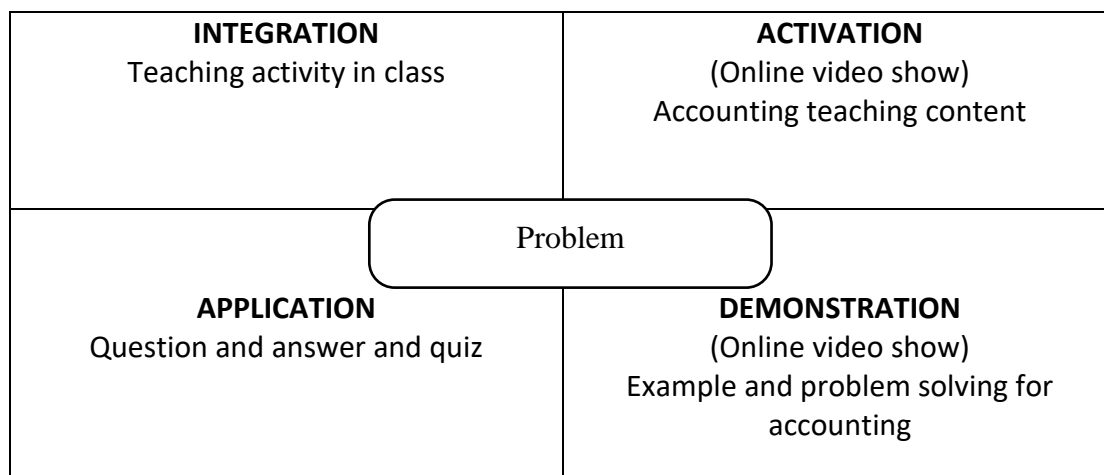 INTEGRATION
Teaching activity in class
ACTIVATION
(Online video show)
Accounting teaching content
Problem
APPLICATION
Question and answer and quiz
DEMONSTRATION
(Online video show)
Example and problem solving for
accounting